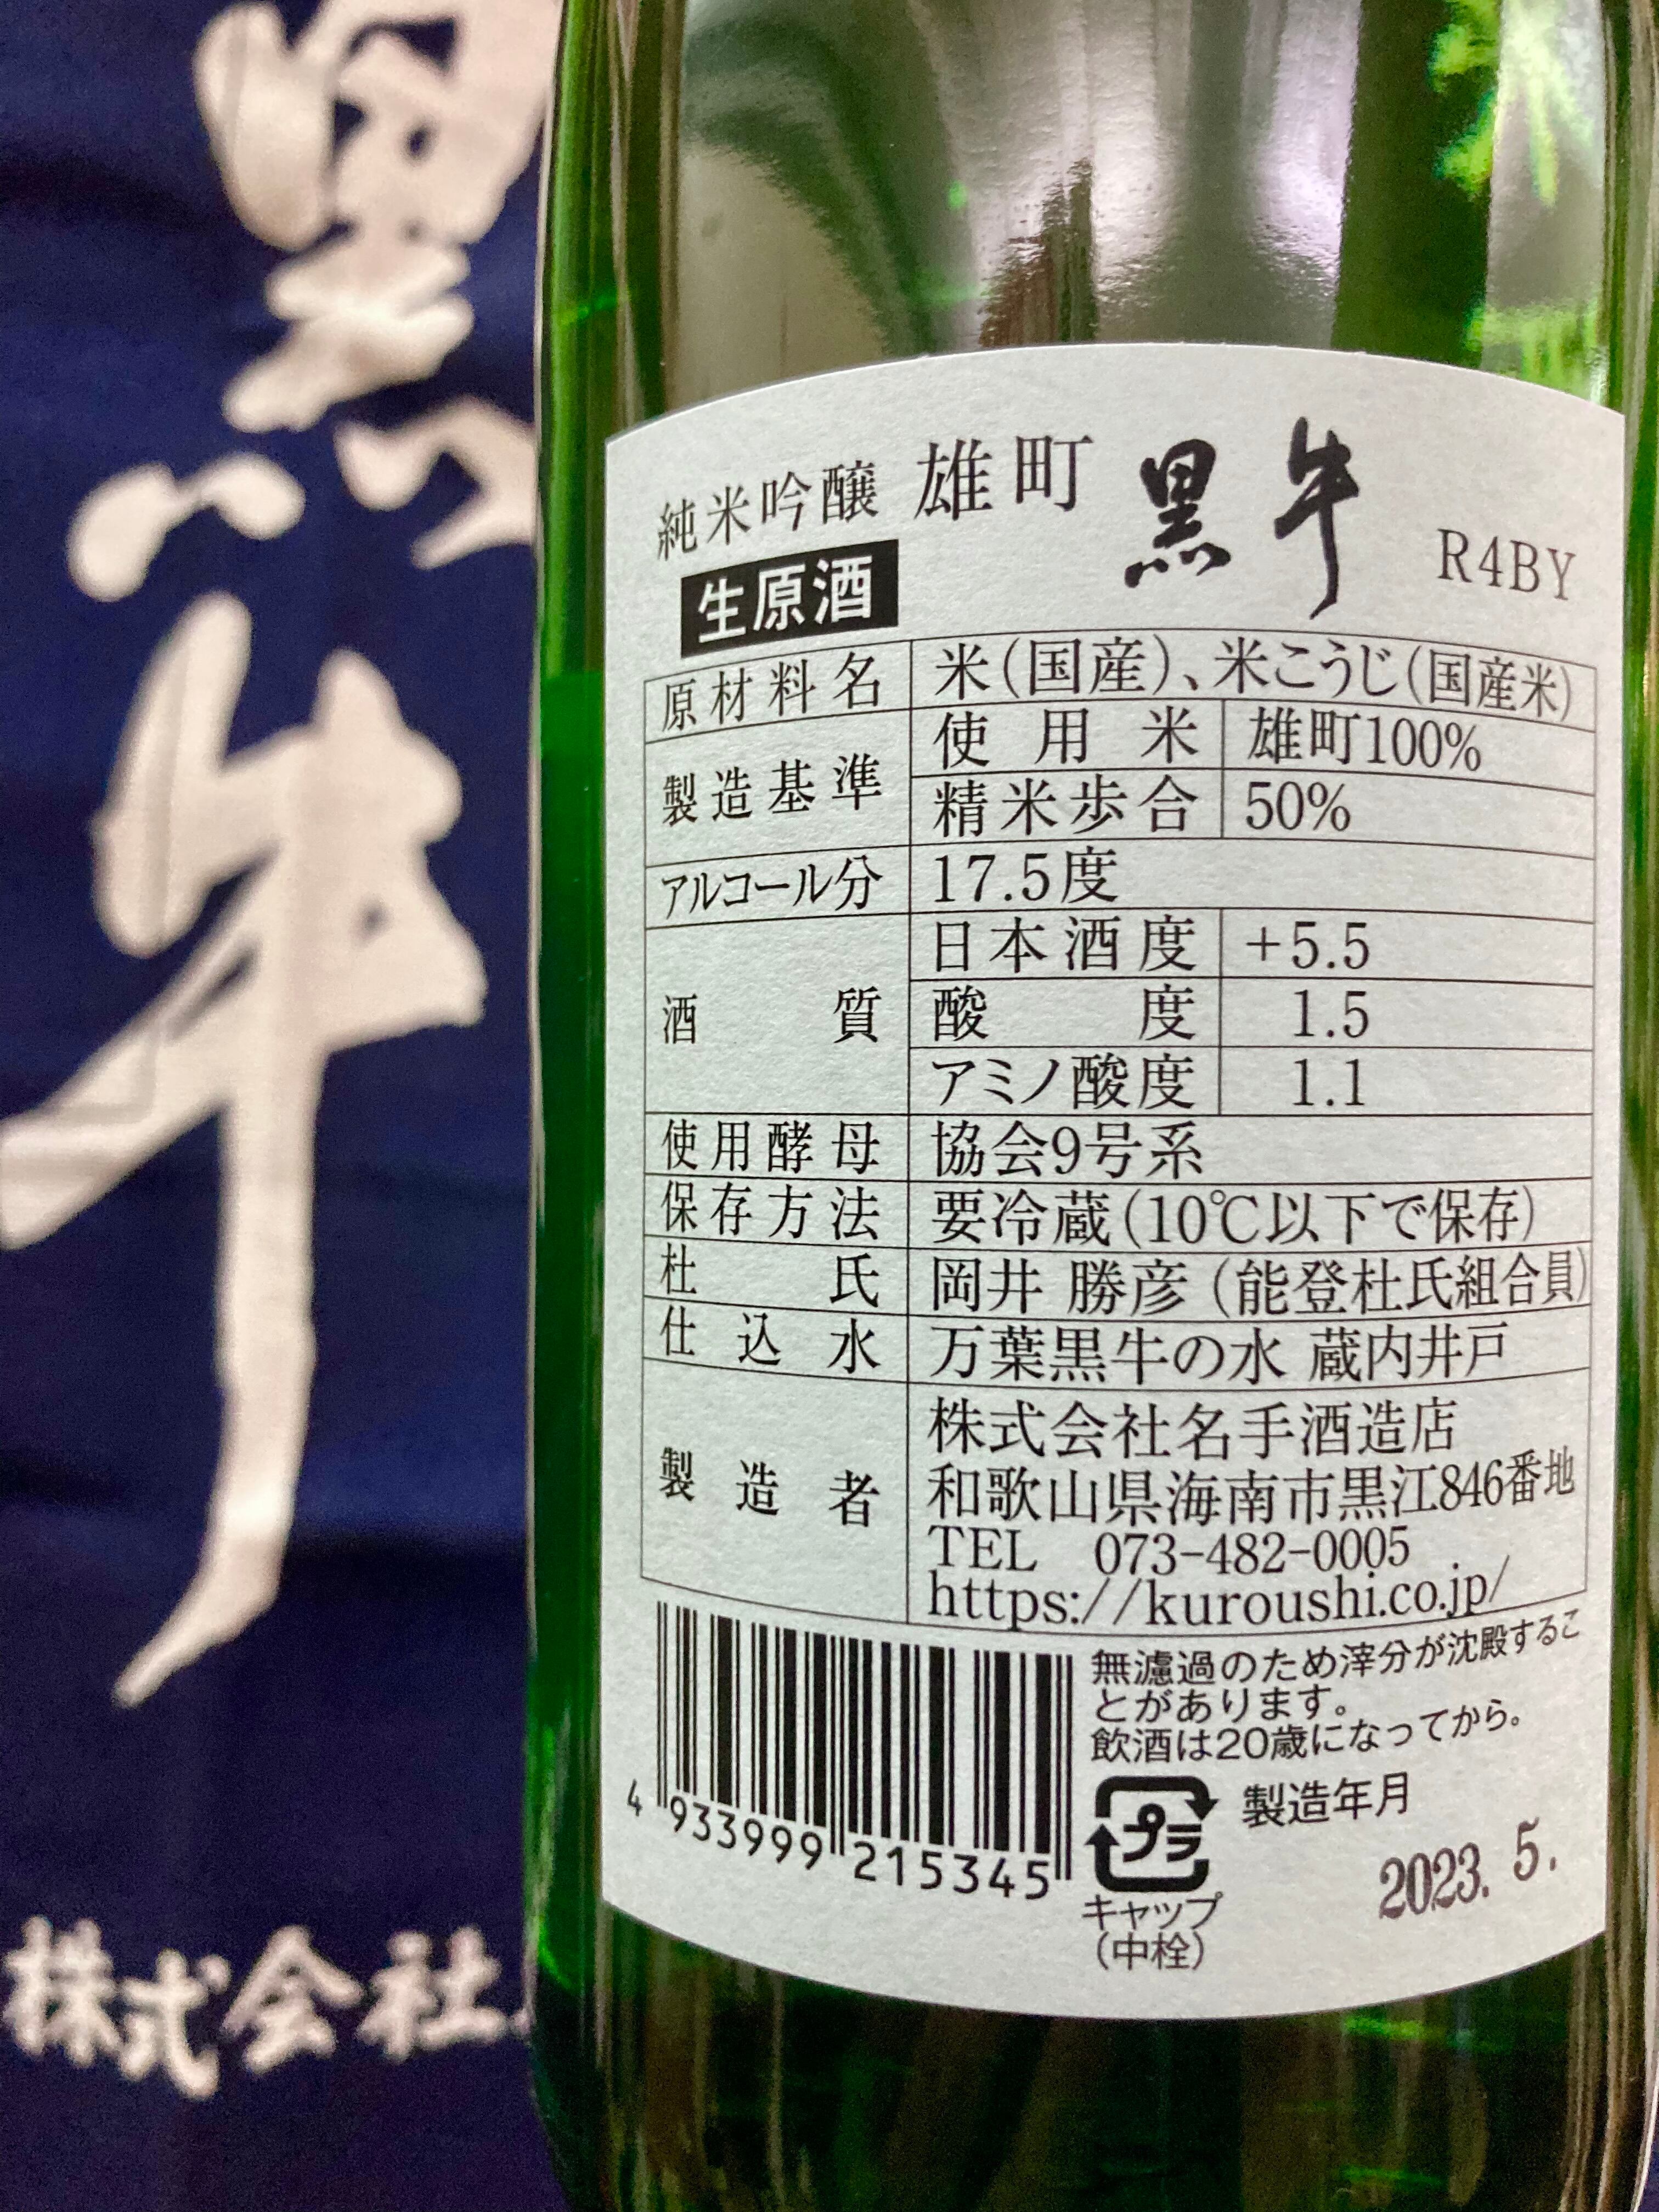 黒牛
株式会社
純米吟醸 雄町 黒牛 R4BY
生原酒
原材料名 米(国産)、米こうじ(国産米)
製造基準 使用米 雄町100%
精米歩合 50%
アルコール分 17.5度
酒質 日本酒度 +5.5
酸度 1.5
アミノ酸度 1.1
使用酵母 協会9号系
保存方法 要冷蔵(10℃以下で保存)
杜氏 岡井 勝彦(能登杜氏組合員)
仕込水 万葉黒牛の水 蔵内井戸
製造者 株式会社名手酒造店
和歌山県海南市黒江846番地
TEL 073-482-0005
https://kuroushi.co.jp/
無濾過のため滓分が沈殿するこ
とがあります。
飲酒は20歳になってから。
4 933999 215345
プラ
キャップ
(中栓)
製造年月
2023. 5.